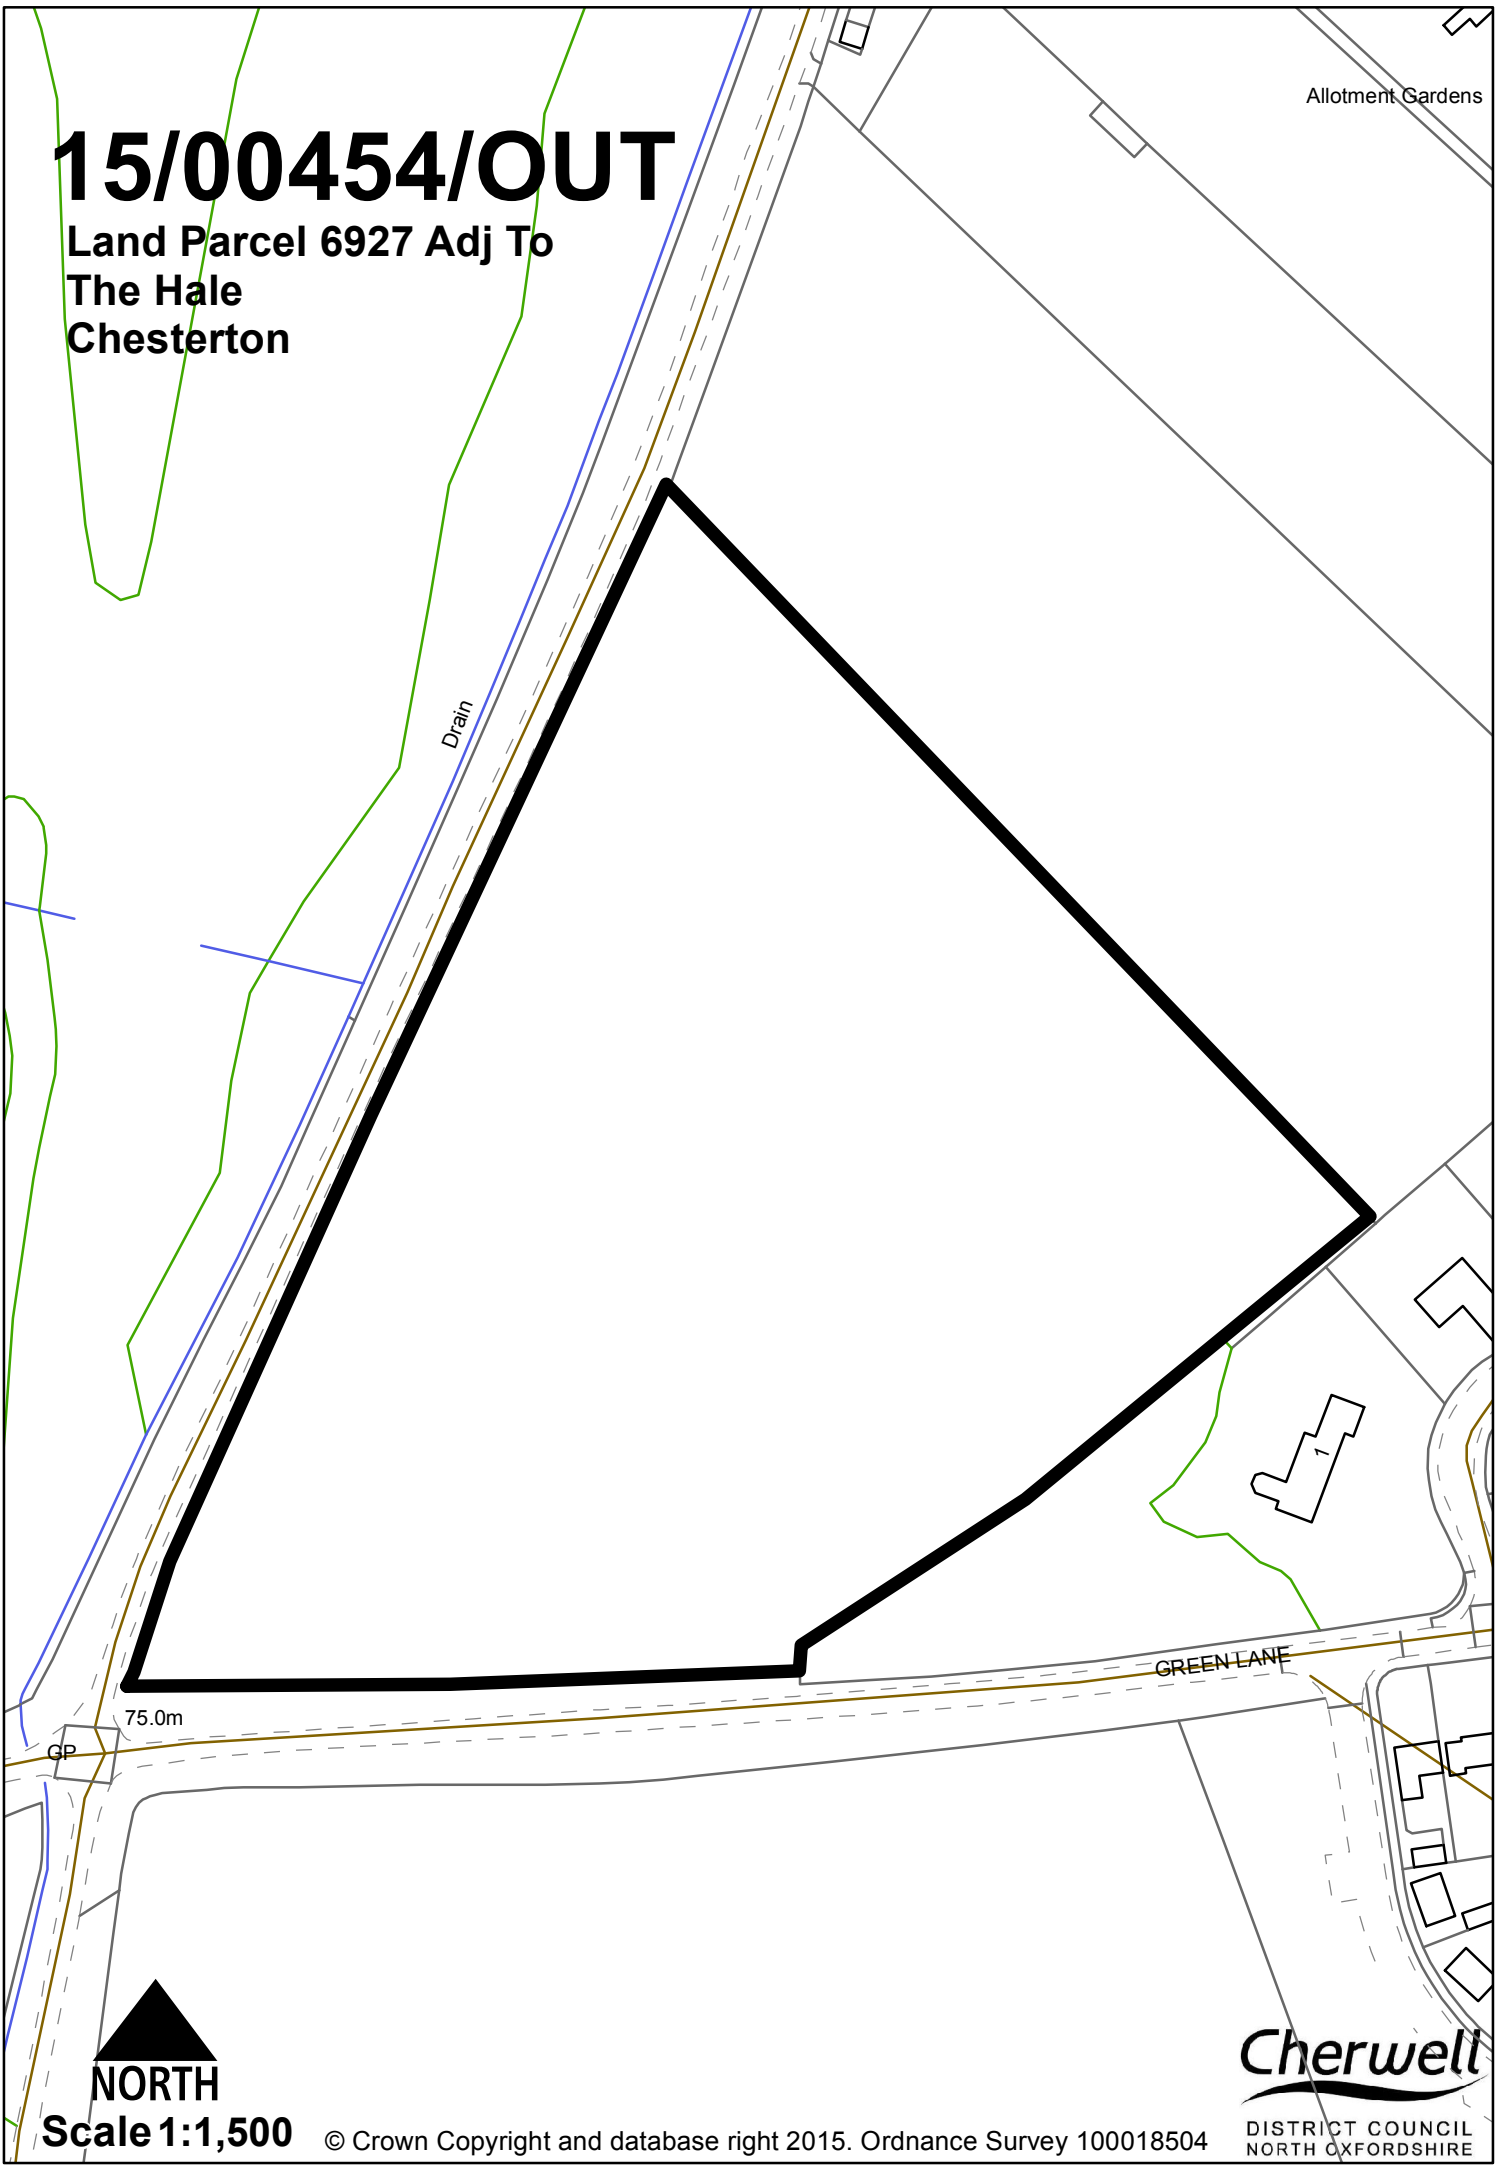 Allotment Gardens
15/00454/OUT
Land Parcel 6927 Adj To
The Hale
Chesterton
Drain
1
GREEN LANE
75.0m
GP
NORTH
Scale 1:1,500
© Crown Copyright and database right 2015. Ordnance Survey 100018504
Cherwell
DISTRICT COUNCIL
NORTH OXFORDSHIRE